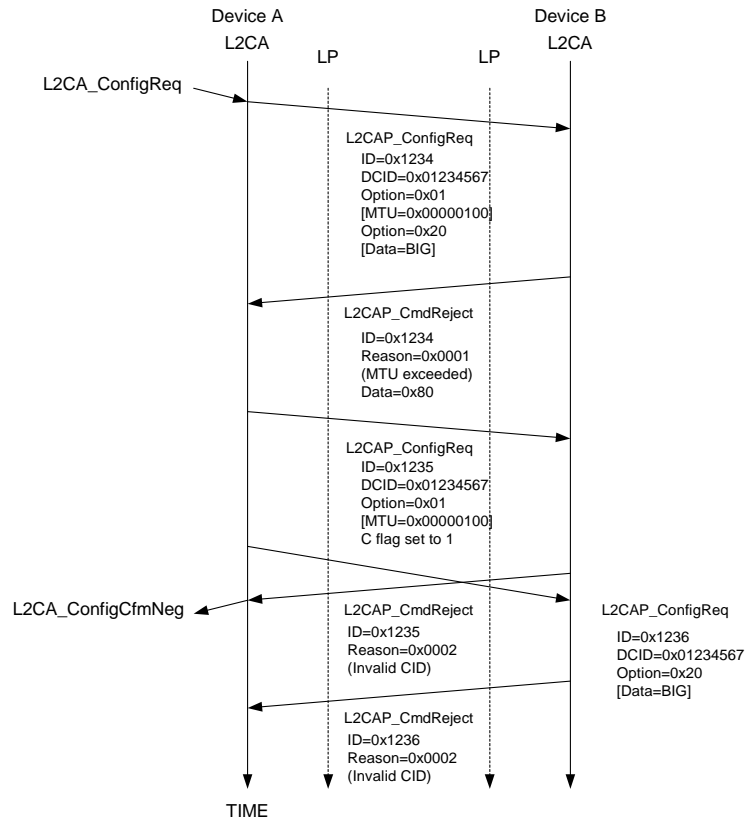 Device A
Device B
L2CA
L2CA
LP
LP
L2CA_ConfigReq
L2CAP_ConfigReq
ID=0x1234
DCID=0x01234567
Option=0x01
[MTU=0x00000100]
Option=0x20
[Data=BIG]
L2CAP_CmdReject
ID=0x1234
Reason=0x0001
(MTU exceeded)
Data=0x80
L2CAP_ConfigReq
ID=0x1235
DCID=0x01234567
Option=0x01
[MTU=0x00000100]
C flag set to 1
L2CA_ConfigCfmNeg
L2CAP_CmdReject
ID=0x1235
Reason=0x0002
(Invalid CID)
L2CAP_ConfigReq
ID=0x1236
DCID=0x01234567
Option=0x20
[Data=BIG]
L2CAP_CmdReject
ID=0x1236
Reason=0x0002
(Invalid CID)
TIME